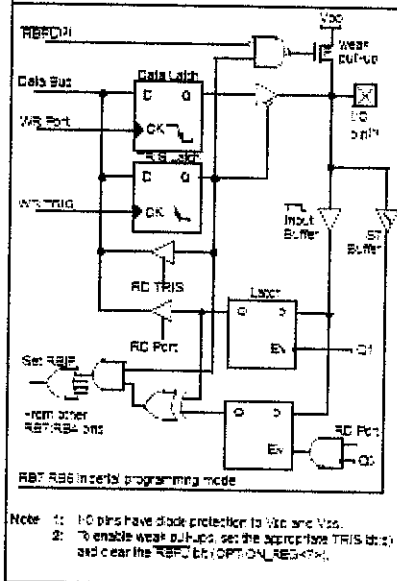 VDD
RBPU(2)
weak
pull-up
Data Bus
Data Latch
D Q
WR Port
CK
I/O
pin(1)
TRIS Latch
D Q
WR TRIS
CK
TTL
Input
Buffer
ST
Buffer
RD TRIS
Latch
Q D
RD Port
EN
Q1
Set RBIF
From other
RB7:RB4 pins
Q D
RD Port
EN
Q3
RB7:RB6 in serial programming mode
Note 1: I/O pins have diode protection to VDD and VSS.
2: To enable weak pull-ups, set the appropriate TRIS bit(s)
and clear the RBPU bit (OPTION_REG<7>).